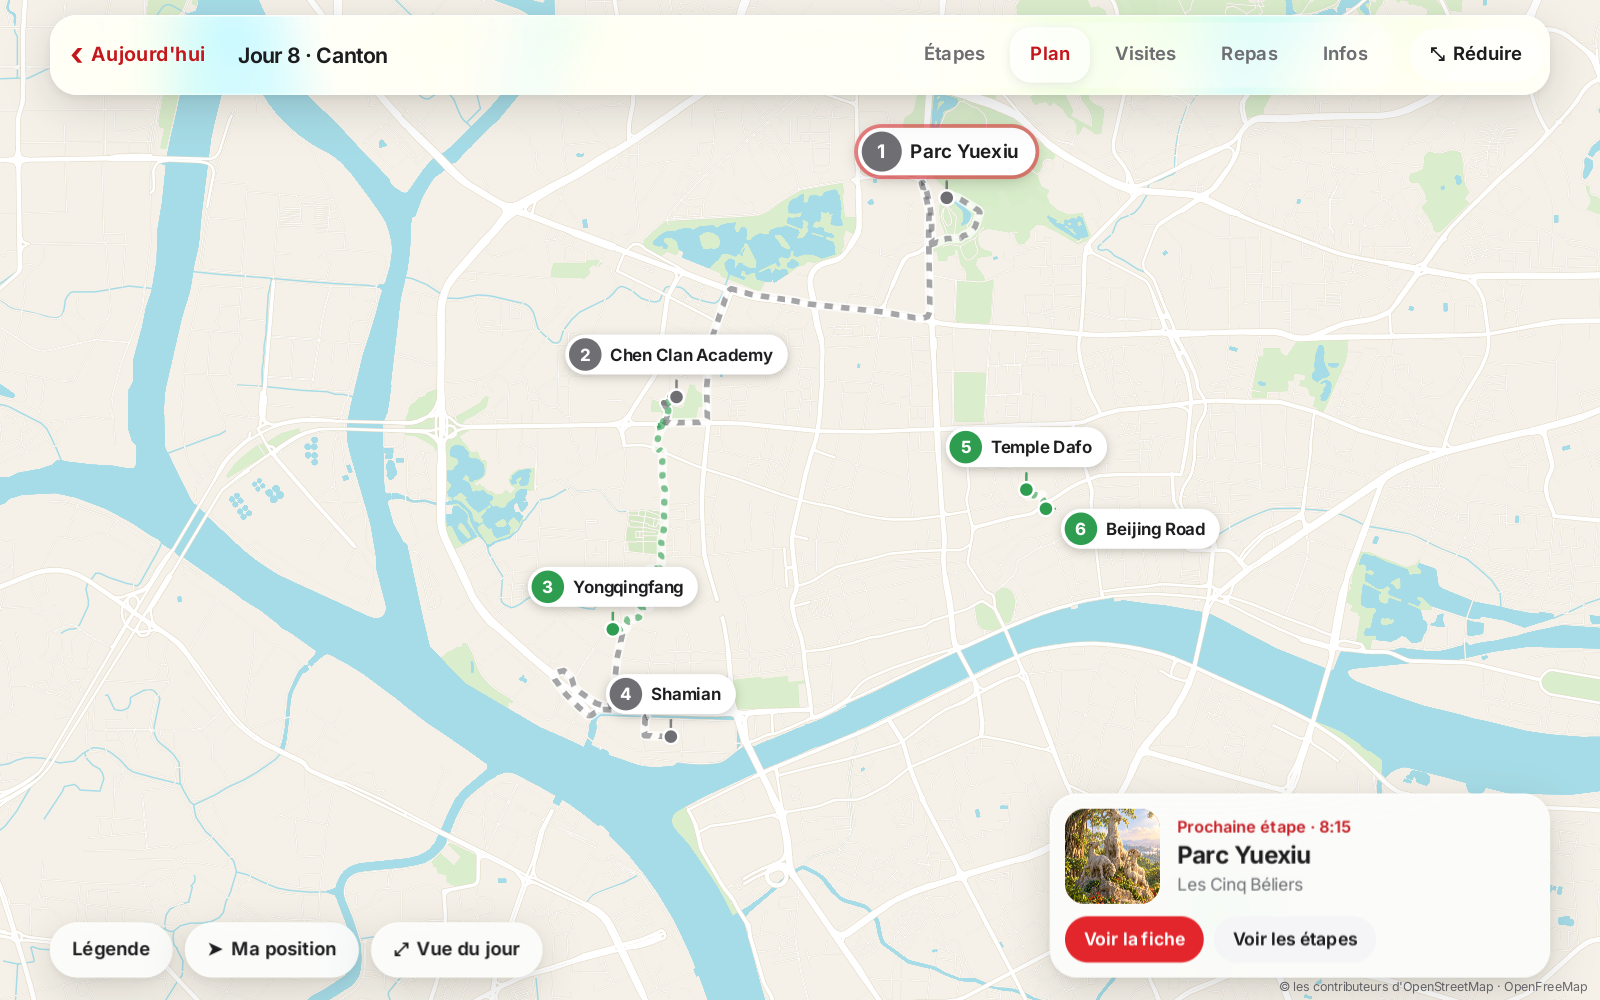 Aujourd'hui
Jour 8 · Canton
Étapes
Plan
Visites
Repas
Infos
Réduire
1 Parc Yuexiu
2 Chen Clan Academy
5 Temple Dafo
6 Beijing Road
3 Yongqingfang
4 Shamian
Prochaine étape · 8:15
Parc Yuexiu
Les Cinq Béliers
Voir la fiche
Voir les étapes
Légende
Ma position
Vue du jour
© les contributeurs d'OpenStreetMap · OpenFreeMap